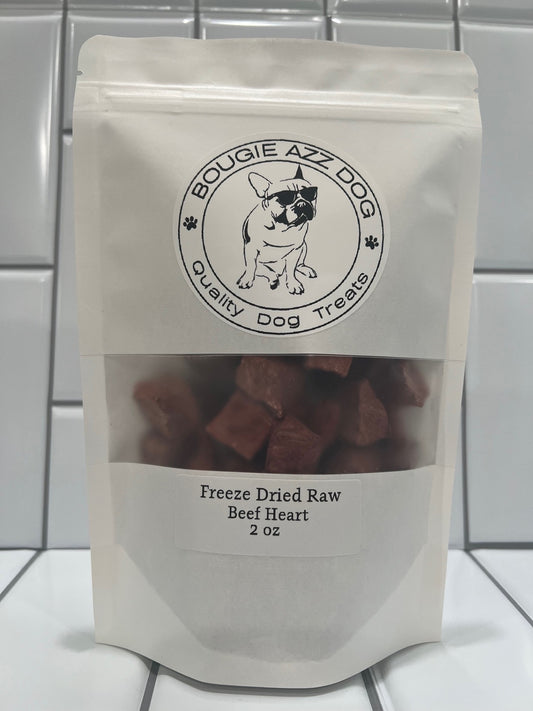 BOUGIE AZZ DOG
Quality Dog Treats
Freeze Dried Raw
Beef Heart
2 oz